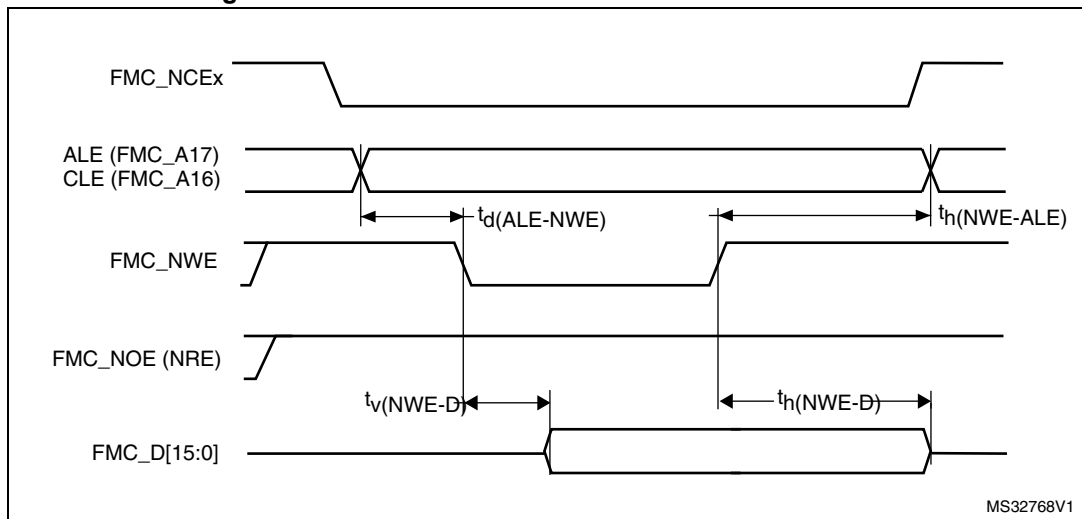 FMC_NCEx
ALE (FMC_A17)
CLE (FMC_A16)
td(ALE-NWE)
th(NWE-ALE)
FMC_NWE
FMC_NOE (NRE)
tv(NWE-D)
th(NWE-D)
FMC_D[15:0]
MS32768V1